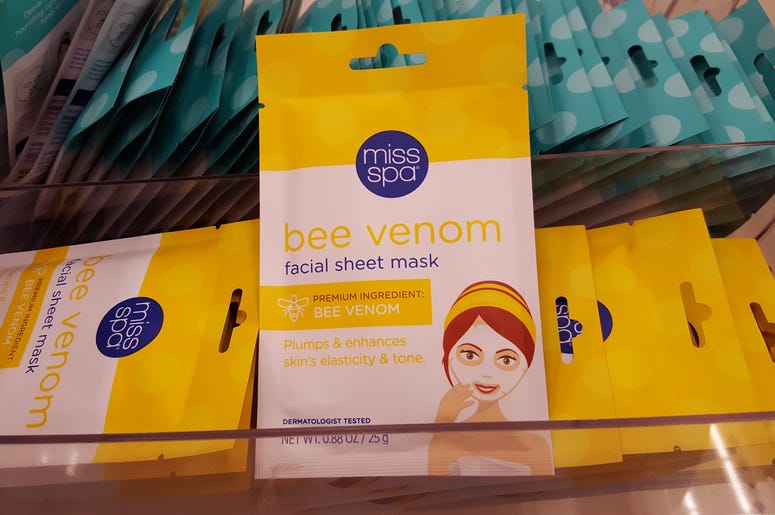 miss
spa®
bee venom
facial sheet mask
PREMIUM INGREDIENT:
BEE VENOM
Plumps & enhances
skin's elasticity & tone.
DERMATOLOGIST TESTED
NET WT. 0.88 OZ / 25 g
miss
spa
bee venom
facial sheet mask
PREMIUM INGREDIENT:
BEE VENOM
spa